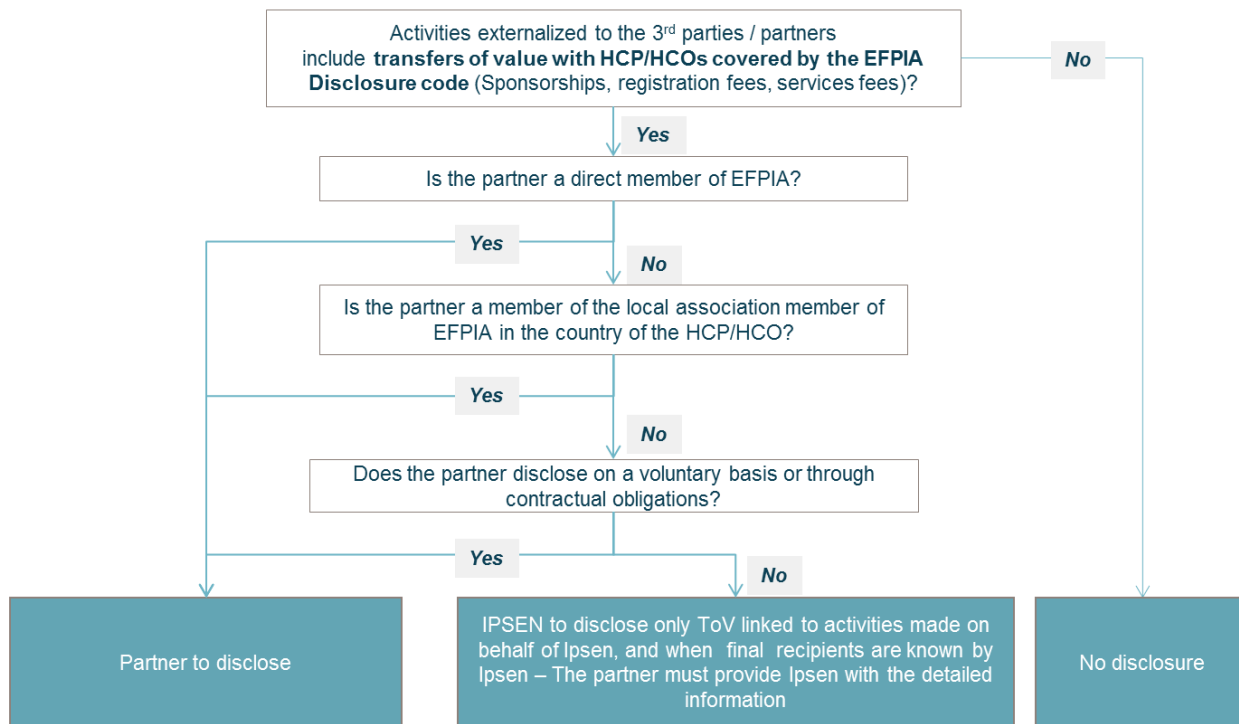 Activities externalized to the 3rd parties / partners
include transfers of value with HCP/HCOs covered by the EFPIA
Disclosure code (Sponsorships, registration fees, services fees)?
No
Yes
Is the partner a direct member of EFPIA?
Yes
No
Is the partner a member of the local association member of
EFPIA in the country of the HCP/HCO?
Yes
No
Does the partner disclose on a voluntary basis or through
contractual obligations?
Yes
No
Partner to disclose
IPSEN to disclose only ToV linked to activities made on
behalf of Ipsen, and when final recipients are known by
Ipsen – The partner must provide Ipsen with the detailed
information
No disclosure